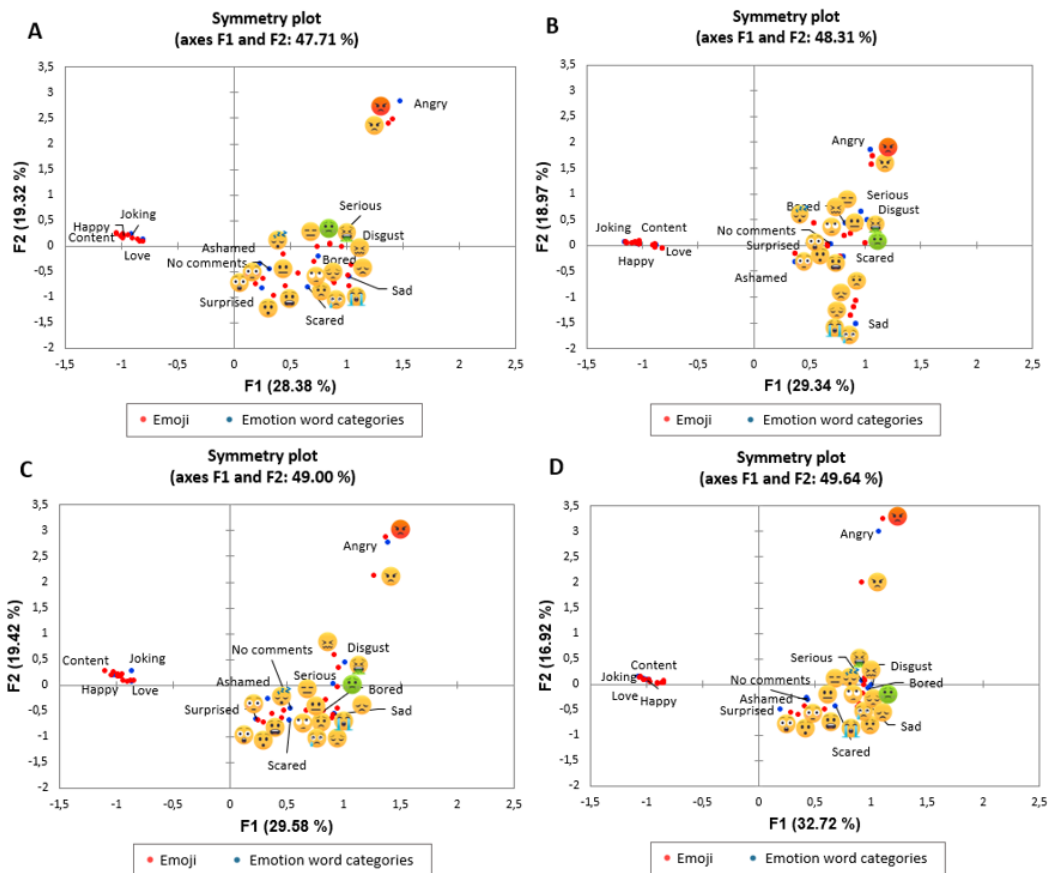 A
Symmetry plot
(axes F1 and F2: 47.71 %)
3,5
3
2,5
2
1,5
1
0,5
0
-0,5
-1
-1,5
-2
F2 (19.32 %)
Angry
Serious
Joking
Happy
Content
Love
Disgust
Ashamed
No comments
Bored
Sad
Surprised
Scared
-1,5 -1 -0,5 0 0,5 1 1,5 2 2,5
F1 (28.38 %)
Emoji Emotion word categories
B
Symmetry plot
(axes F1 and F2: 48.31 %)
3,5
3
2,5
2
1,5
1
0,5
0
-0,5
-1
-1,5
-2
F2 (18.97 %)
Angry
Serious
Bored
Disgust
Joking Content
No comments
Surprised
Happy Love
Scared
Ashamed
Sad
-1,5 -1 -0,5 0 0,5 1 1,5 2 2,5
F1 (29.34 %)
Emoji Emotion word categories
C
Symmetry plot
(axes F1 and F2: 49.00 %)
3,5
3
2,5
2
1,5
1
0,5
0
-0,5
-1
-1,5
-2
F2 (19.42 %)
Angry
No comments
Disgust
Content Joking
Serious
Happy Love
Ashamed
Bored
Surprised
Sad
Scared
-1,5 -1 -0,5 0 0,5 1 1,5 2 2,5
F1 (29.58 %)
Emoji Emotion word categories
D
Symmetry plot
(axes F1 and F2: 49.64 %)
3,5
3
2,5
2
1,5
1
0,5
0
-0,5
-1
-1,5
-2
F2 (16.92 %)
Angry
Serious
Content
Disgust
Joking
No comments
Bored
Love Happy
Ashamed
Surprised
Sad
Scared
-1,5 -1 -0,5 0 0,5 1 1,5 2 2,5
F1 (32.72 %)
Emoji Emotion word categories